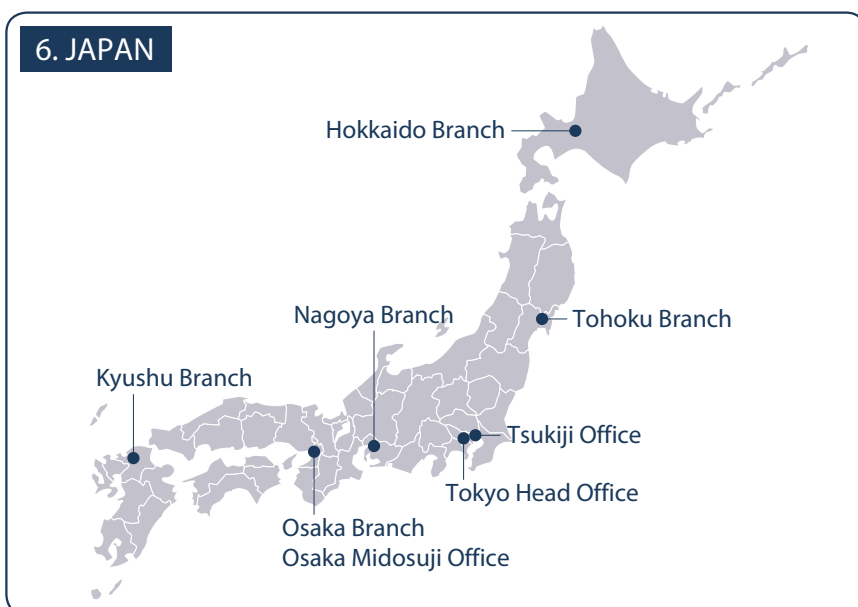 6. JAPAN
Hokkaido Branch
Nagoya Branch
Tohoku Branch
Kyushu Branch
Tsukiji Office
Tokyo Head Office
Osaka Branch
Osaka Midosuji Office